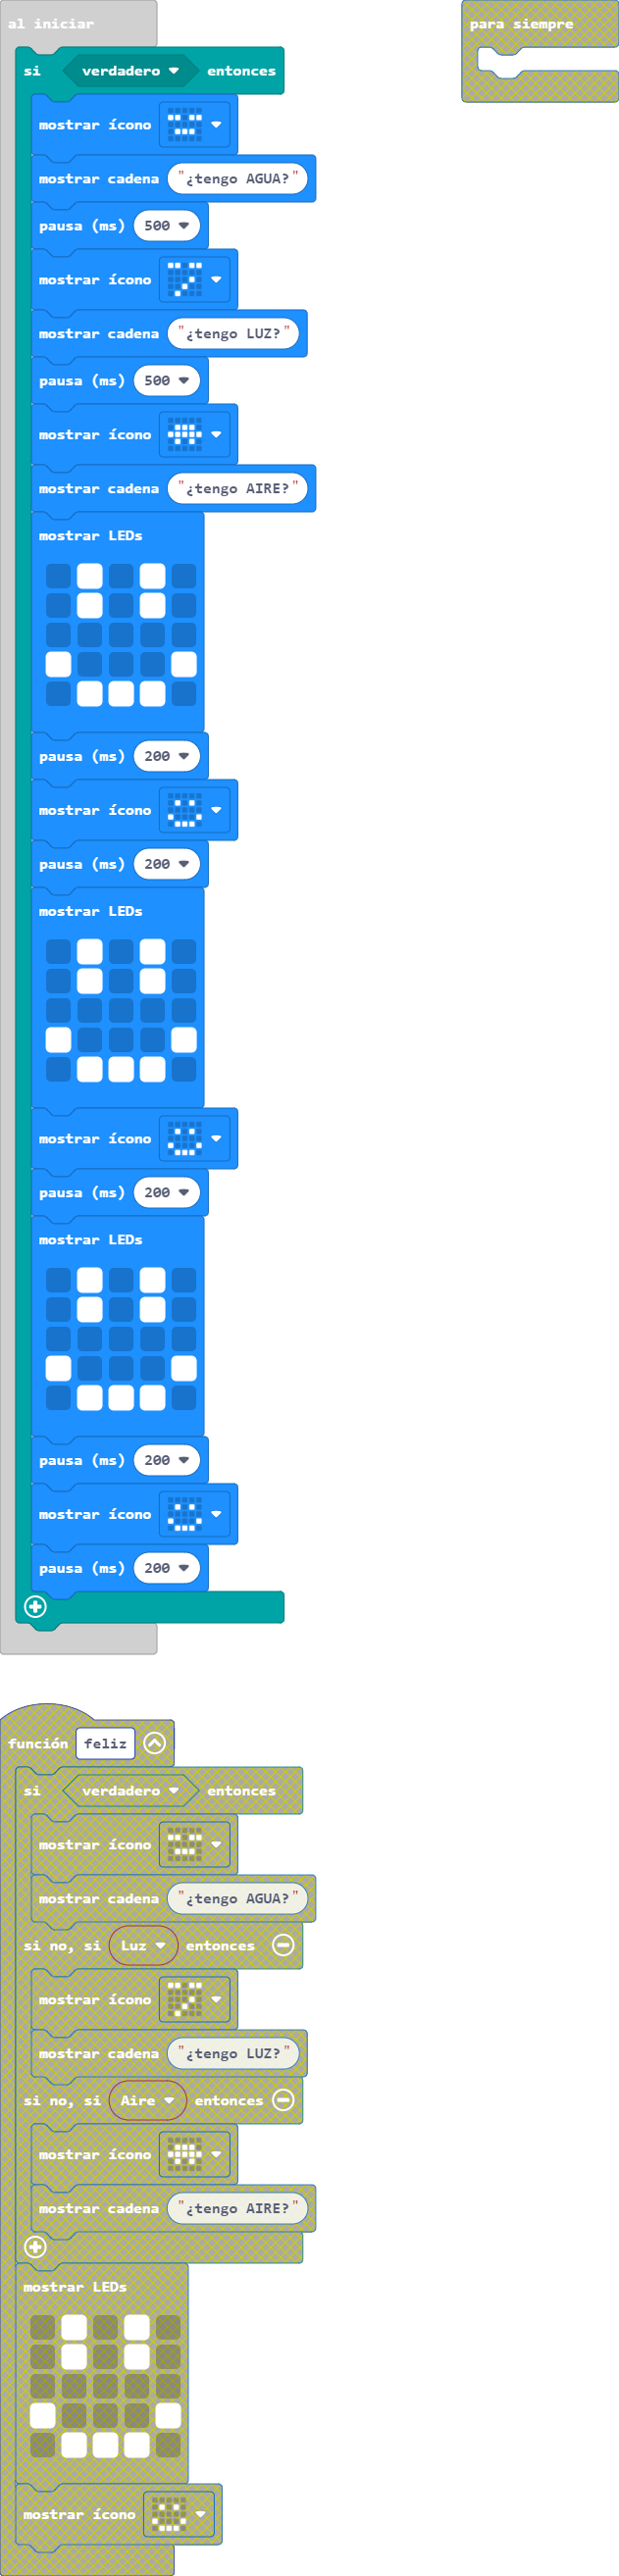 al iniciar
para siempre
si verdadero entonces
mostrar ícono
mostrar cadena "¿tengo AGUA?"
pausa (ms) 500
mostrar ícono
mostrar cadena "¿tengo LUZ?"
pausa (ms) 500
mostrar ícono
mostrar cadena "¿tengo AIRE?"
mostrar LEDs
pausa (ms) 200
mostrar ícono
pausa (ms) 200
mostrar LEDs
mostrar ícono
pausa (ms) 200
mostrar LEDs
pausa (ms) 200
mostrar ícono
pausa (ms) 200
función feliz
si verdadero entonces
mostrar ícono
mostrar cadena "¿tengo AGUA?"
si no, si Luz entonces
mostrar ícono
mostrar cadena "¿tengo LUZ?"
si no, si Aire entonces
mostrar ícono
mostrar cadena "¿tengo AIRE?"
mostrar LEDs
mostrar ícono